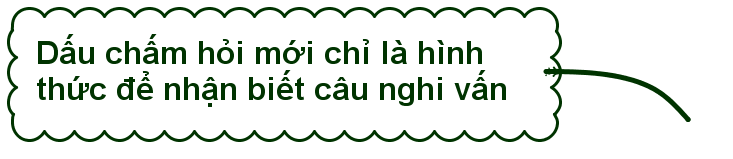 Dấu chấm hỏi mới chỉ là hình
thức để nhận biết câu nghi vấn